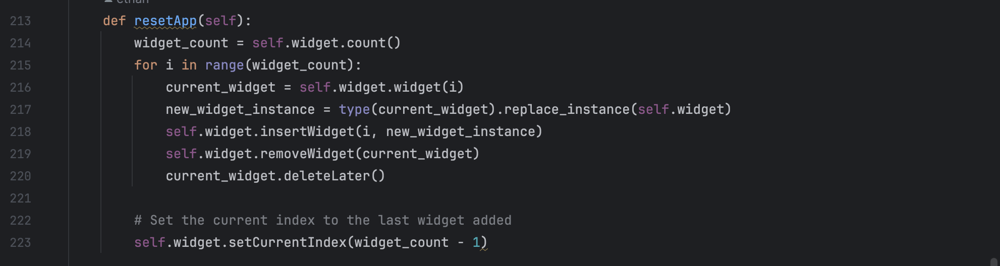 ethan
213 def resetApp(self):
214 widget_count = self.widget.count()
215 for i in range(widget_count):
216 current_widget = self.widget.widget(i)
217 new_widget_instance = type(current_widget).replace_instance(self.widget)
218 self.widget.insertWidget(i, new_widget_instance)
219 self.widget.removeWidget(current_widget)
220 current_widget.deleteLater()
221
222 # Set the current index to the last widget added
223 self.widget.setCurrentIndex(widget_count - 1)